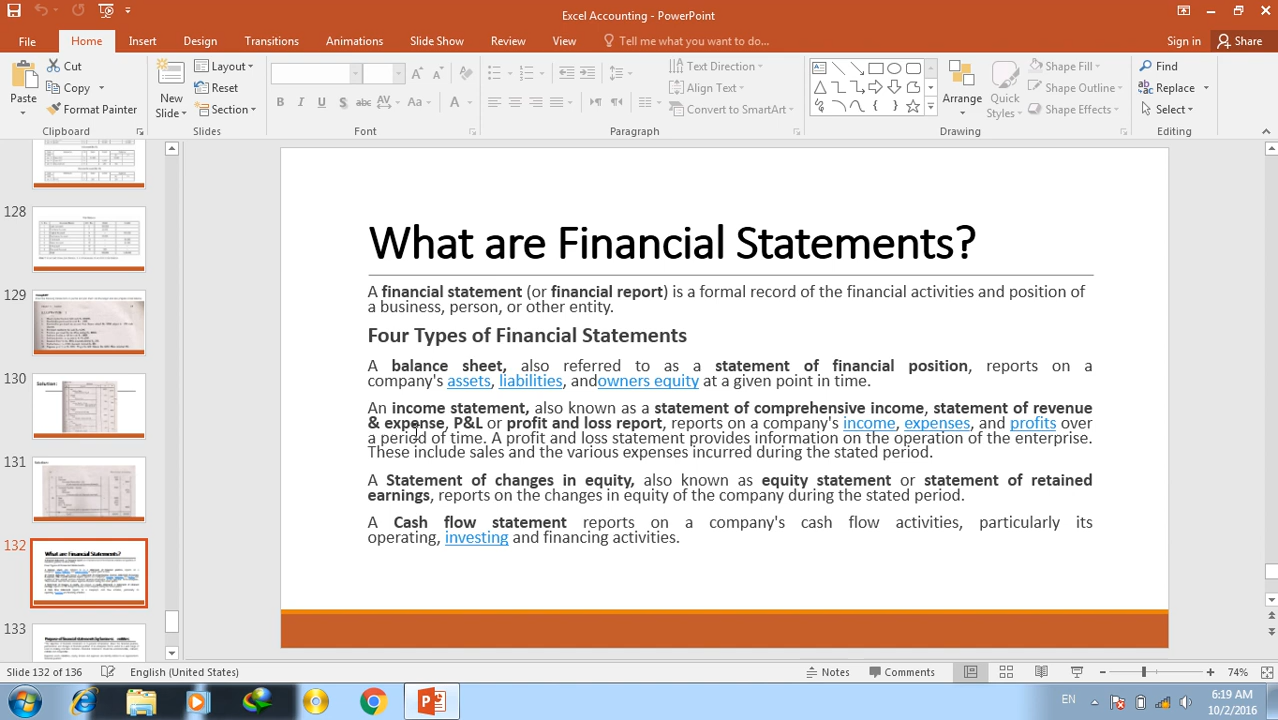 Excel Accounting - PowerPoint
File Home Insert Design Transitions Animations Slide Show Review View Tell me what you want to do... Sign in Share
Cut
Copy
Format Painter
Paste
Clipboard
New Slide
Layout
Reset
Section
Slides
Font
Text Direction
Align Text
Convert to SmartArt
Paragraph
Arrange
Quick Styles
Shape Fill
Shape Outline
Shape Effects
Drawing
Find
Replace
Select
Editing
128
129
130
Solution:
131
132
What are Financial Statements?
133
What are Financial Statements?
A financial statement (or financial report) is a formal record of the financial activities and position of
a business, person, or other entity.
Four Types of Financial Statements
A balance sheet, also referred to as a statement of financial position, reports on a
company's assets, liabilities, andowners equity at a given point in time.
An income statement, also known as a statement of comprehensive income, statement of revenue
& expense, P&L or profit and loss report, reports on a company's income, expenses, and profits over
a period of time. A profit and loss statement provides information on the operation of the enterprise.
These include sales and the various expenses incurred during the stated period.
A Statement of changes in equity, also known as equity statement or statement of retained
earnings, reports on the changes in equity of the company during the stated period.
A Cash flow statement reports on a company's cash flow activities, particularly its
operating, investing and financing activities.
Slide 132 of 136 English (United States) Notes Comments 74%
EN 6:19 AM
10/2/2016